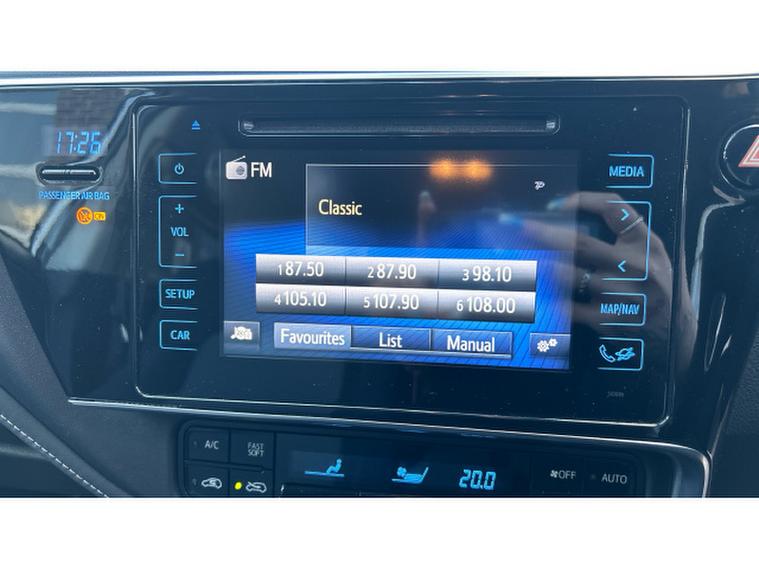 17:26
PASSENGER AIR BAG
ON
MEDIA
FM
Classic
+
VOL
−
SETUP
CAR
1 87.50 2 87.90 3 98.10
4 105.10 5 107.90 6 108.00
Favourites List Manual
MAP/NAV
A/C
FAST
SOFT
20.0
OFF
AUTO